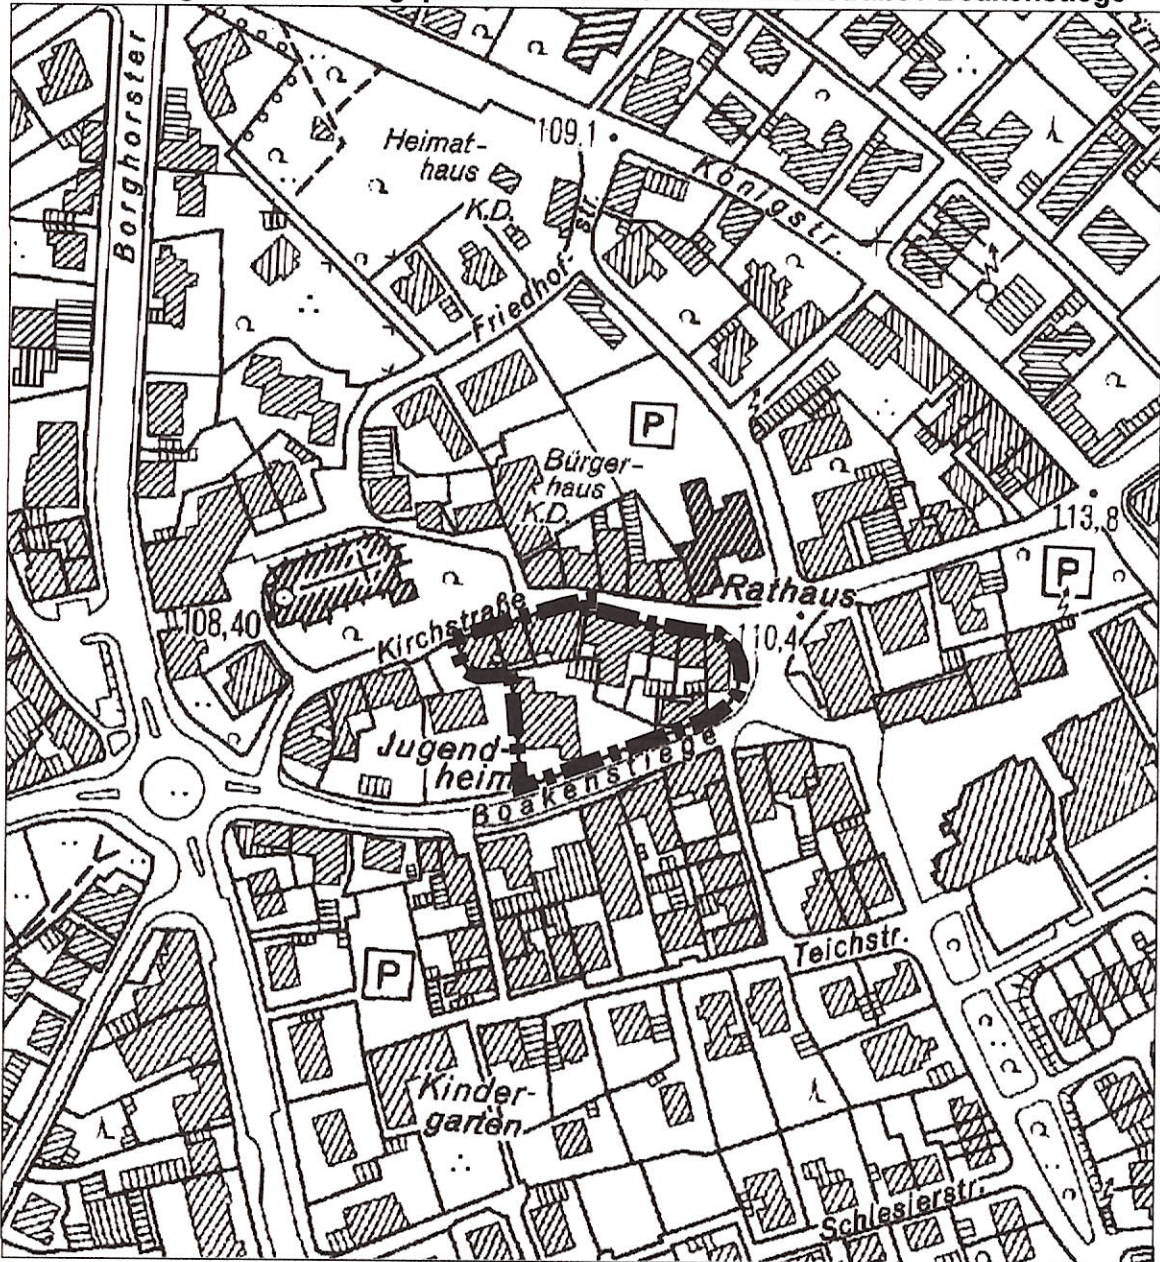 Borghorster
109,1
Heimat-
haus
K.D.
Königstr.
Friedhof-
str.
P
Bürger-
haus
K.D.
113,8
P
Rathaus
108,40
Kirchstraße
110,4
Jugend-
heim
Boakenstiege
Teichstr.
P
Kinder-
garten
Schlesierstr.